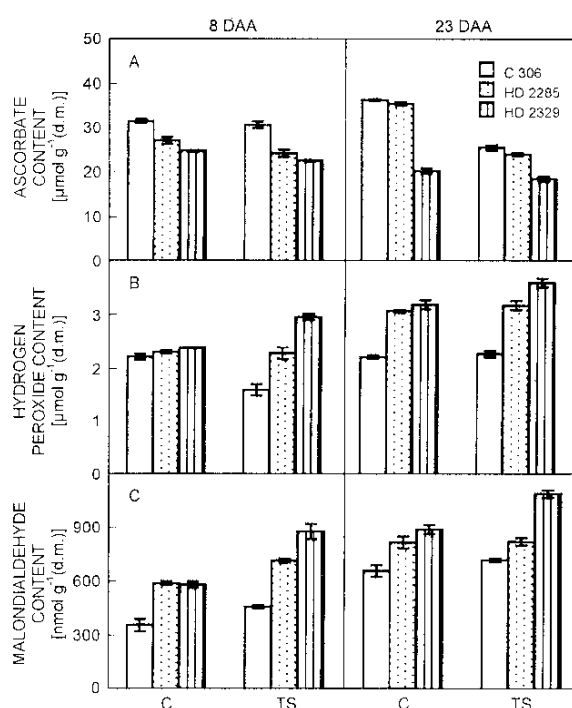 8 DAA
23 DAA
50
40
30
20
10
0
A
C 306
HD 2285
HD 2329
ASCORBATE
CONTENT
[µmol g⁻¹(d.m.)]
3
2
1
0
B
HYDROGEN
PEROXIDE CONTENT
[µmol g⁻¹(d.m.)]
900
600
300
0
C
MALONDIALDEHYDE
CONTENT
[nmol g⁻¹(d.m.)]
C
TS
C
TS